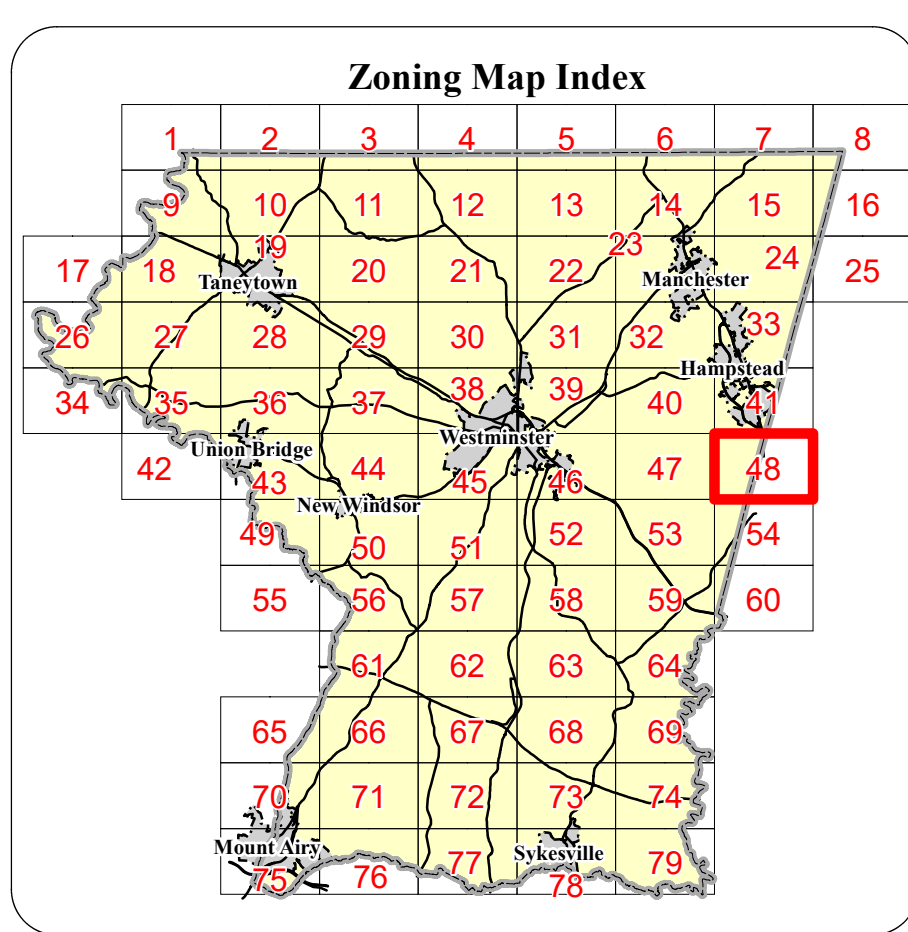 Zoning Map Index
1 2 3 4 5 6 7 8
9 10 11 12 13 14 15 16
17 18 19 20 21 22 23 24 25
Taneytown Manchester
26 27 28 29 30 31 32 33
Hampstead
34 35 36 37 38 39 40 41
Westminster
Union Bridge
42 43 44 45 46 47 48
New Windsor
49 50 51 52 53 54
55 56 57 58 59 60
61 62 63 64
65 66 67 68 69
70 71 72 73 74
Mount Airy Sykesville
75 76 77 78 79